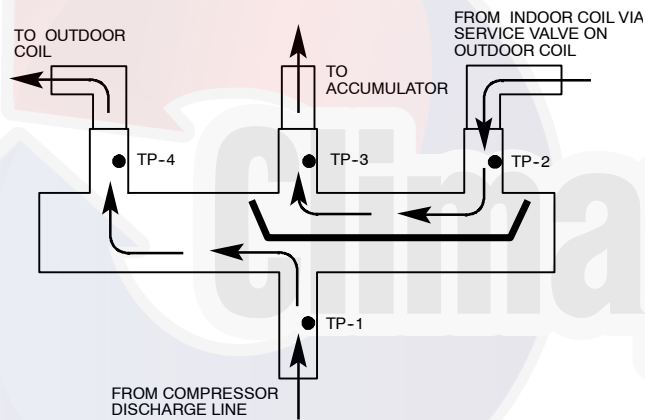 TO OUTDOOR
COIL
TO
ACCUMULATOR
FROM INDOOR COIL VIA
SERVICE VALVE ON
OUTDOOR COIL
TP-4
TP-3
TP-2
TP-1
FROM COMPRESSOR
DISCHARGE LINE
Clima